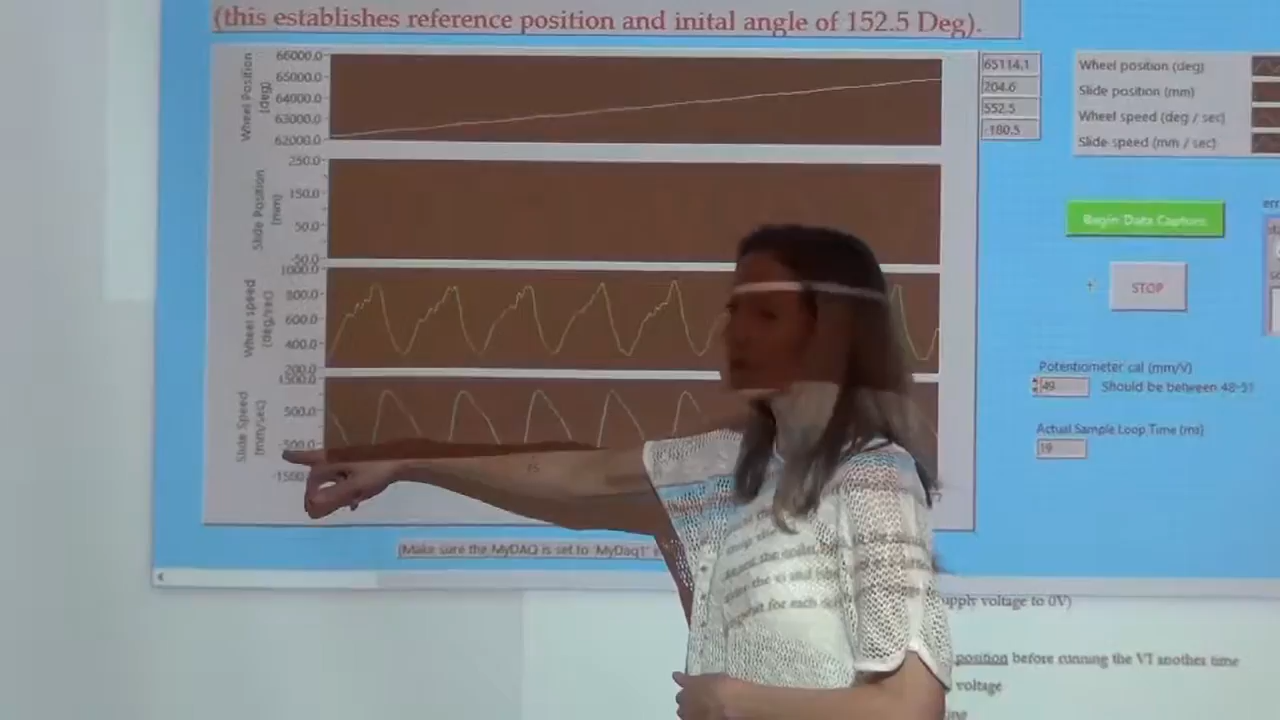 (this establishes reference position and inital angle of 152.5 Deg).
Wheel Position
(deg)
66000.0
65000.0
64000.0
63000.0
62000.0
65114.1
204.6
552.5
-180.5
Wheel position (deg)
Slide position (mm)
Wheel speed (deg / sec)
Slide speed (mm / sec)
Slide Position
(mm)
250.0
150.0
50.0
-50.0
Begin Data Capture
STOP
Wheel speed
(deg/sec)
1000.0
800.0
600.0
400.0
200.0
Potentiometer cal (mm/V)
49 Should be between 48-51
Slide Speed
(mm/sec)
1500.0
500.0
-500.0
-1500
Actual Sample Loop Time (ms)
19
(Make sure the MyDAQ is set to 'MyDaq1'
upply voltage to 0V)
position before running the VI another time
voltage